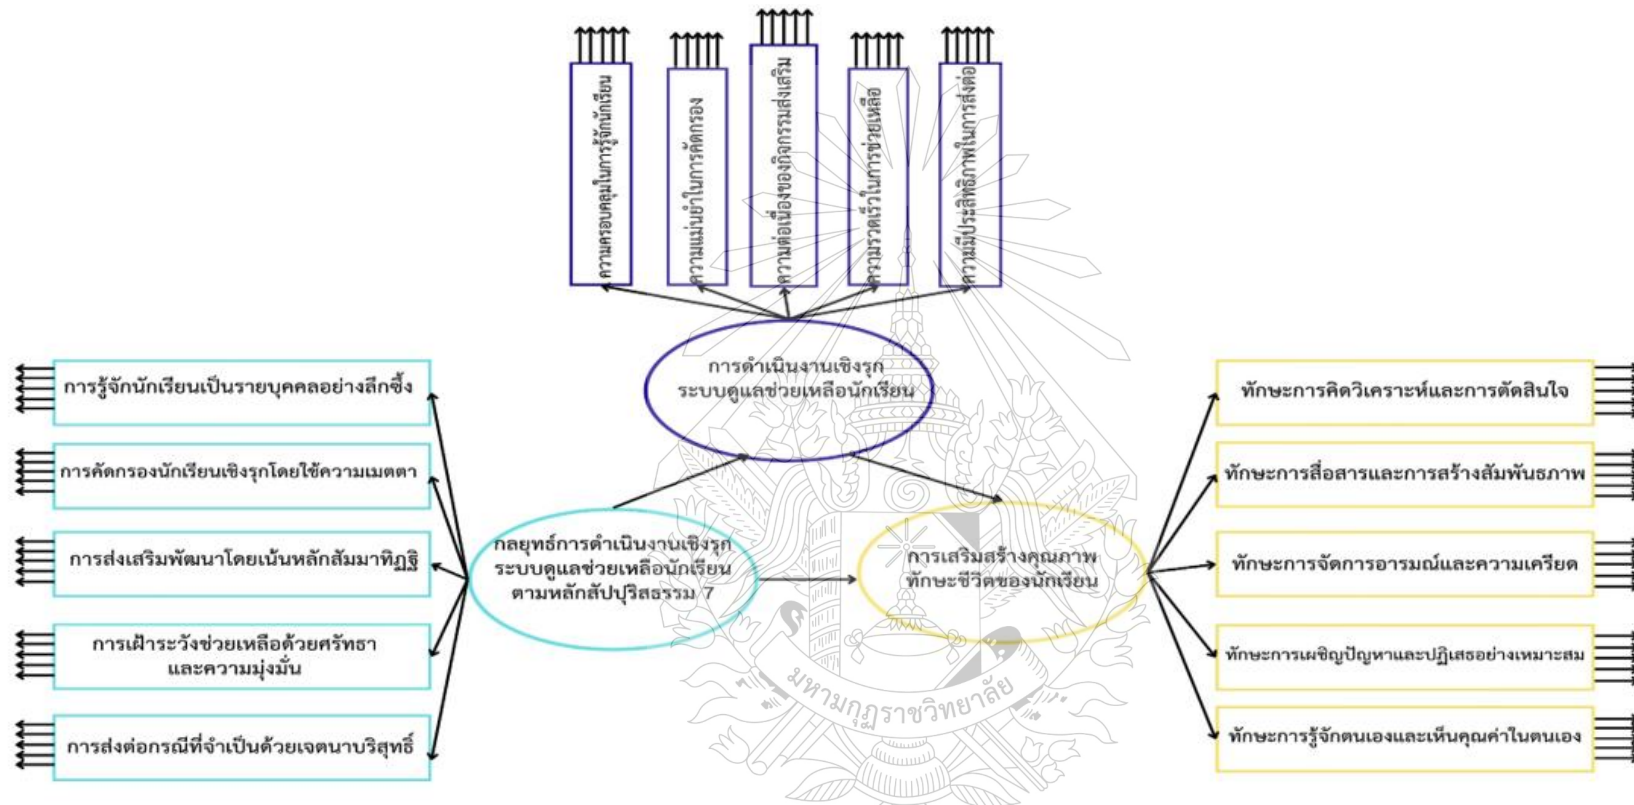 ความครอบคลุมในการรู้จักนักเรียน
ความแม่นยำในการคัดกรอง
ความต่อเนื่องของกิจกรรมส่งเสริม
ความรวดเร็วในการช่วยเหลือ
ความมีประสิทธิภาพในการส่งต่อ
การดำเนินงานเชิงรุก
ระบบดูแลช่วยเหลือนักเรียน
การรู้จักนักเรียนเป็นรายบุคคลอย่างลึกซึ้ง
การคัดกรองนักเรียนเชิงรุกโดยใช้ความเมตตา
การส่งเสริมพัฒนาโดยเน้นหลักสัมมาทิฏฐิ
การเฝ้าระวังช่วยเหลือด้วยศรัทธา
และความมุ่งมั่น
การส่งต่อกรณีที่จำเป็นด้วยเจตนาบริสุทธิ์
กลยุทธ์การดำเนินงานเชิงรุก
ระบบดูแลช่วยเหลือนักเรียน
ตามหลักสัปปุริสธรรม 7
การเสริมสร้างคุณภาพ
ทักษะชีวิตของนักเรียน
ทักษะการคิดวิเคราะห์และการตัดสินใจ
ทักษะการสื่อสารและการสร้างสัมพันธภาพ
ทักษะการจัดการอารมณ์และความเครียด
ทักษะการเผชิญปัญหาและปฏิเสธอย่างเหมาะสม
ทักษะการรู้จักตนเองและเห็นคุณค่าในตนเอง
มหามกุฏราชวิทยาลัย